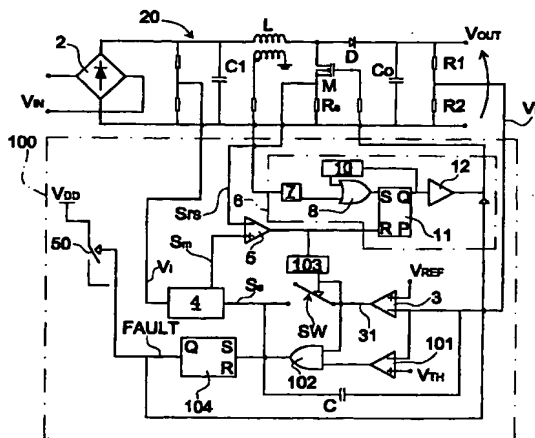 20
L
VOUT
2
D
C1
Co
R1
M
VIN
Rs
R2
100
10
12
VDD
6
7
8
S Q
Srs
R P
11
50
Sm
5
103
VREF
Vi
4
Se
3
SW
31
FAULT
Q S
R
102
101
VTH
104
C